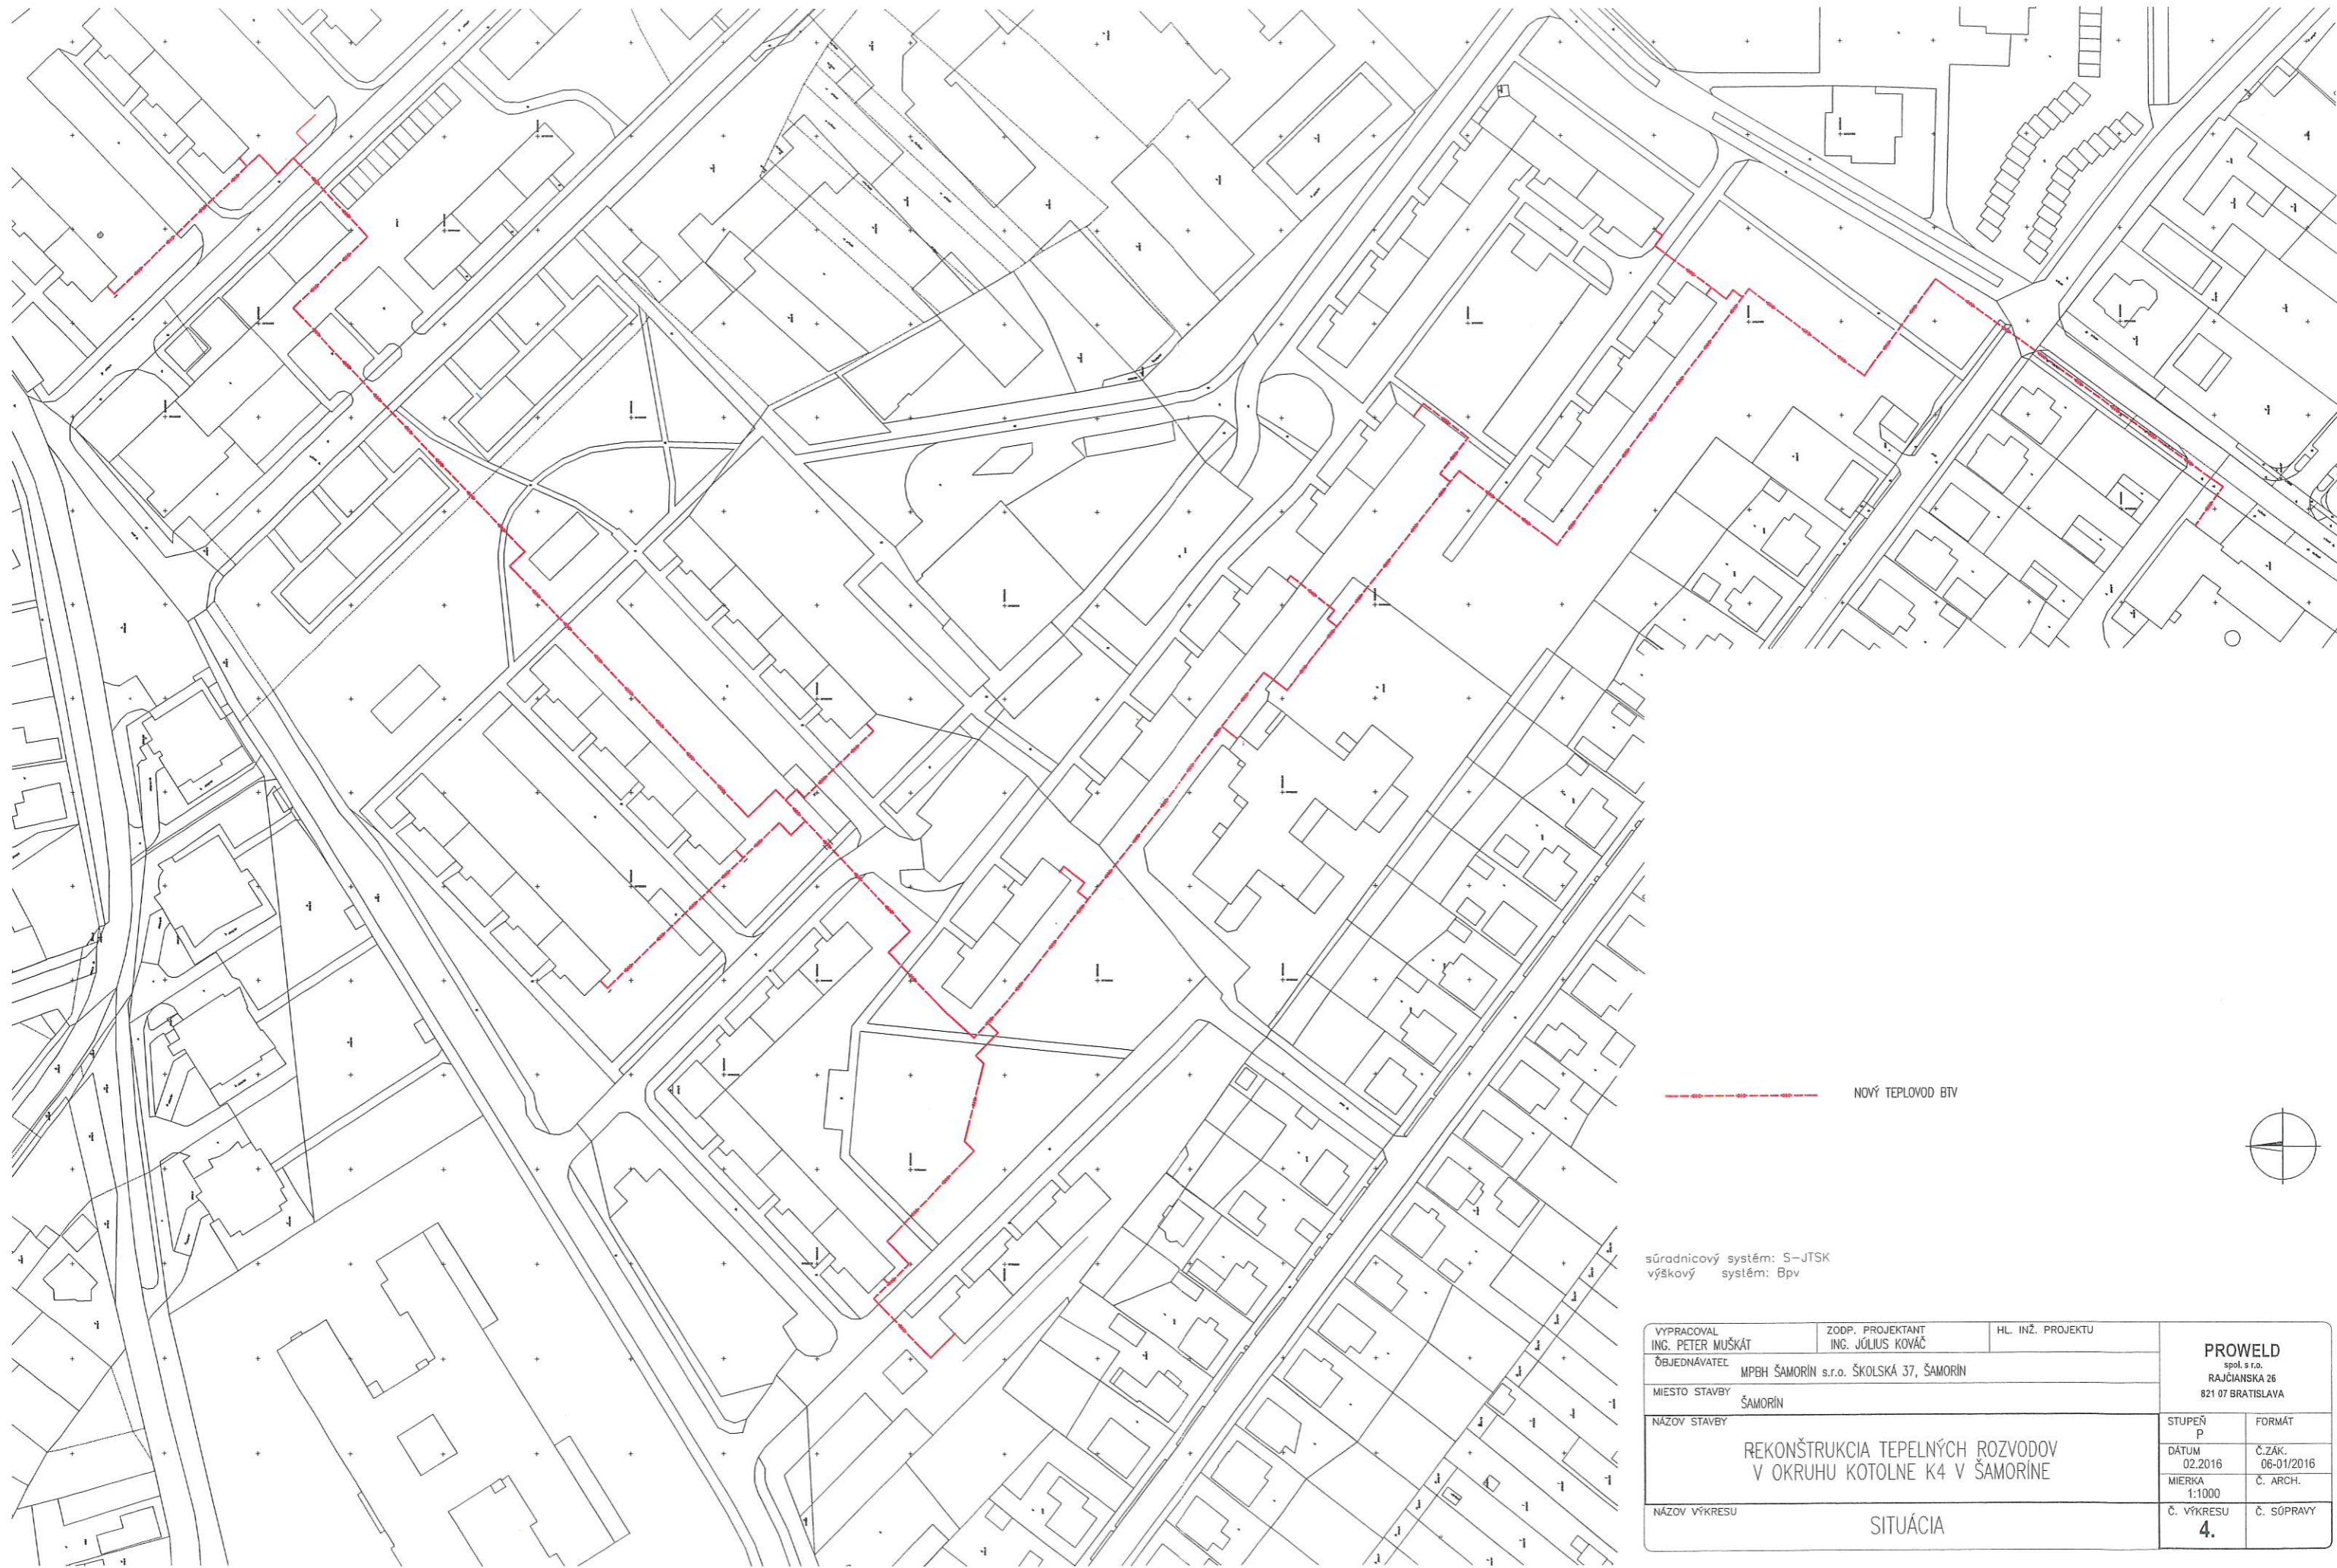 NOVÝ TEPLOVOD BTV
súradnicový systém: S-JTSK
výškový systém: Bpv
VYPRACOVAL
ING. PETER MUŠKÁT
ZODP. PROJEKTANT
ING. JÚLIUS KOVÁČ
HL. INŽ. PROJEKTU
OBJEDNÁVATEĽ
MPBH ŠAMORÍN s.r.o. ŠKOLSKÁ 37, ŠAMORÍN
MIESTO STAVBY
ŠAMORÍN
NÁZOV STAVBY
REKONŠTRUKCIA TEPELNÝCH ROZVODOV
V OKRUHU KOTOLNE K4 V ŠAMORÍNE
NÁZOV VÝKRESU
SITUÁCIA
PROWELD
spol. s r.o.
RAJČIANSKA 26
821 07 BRATISLAVA
STUPEŇ
P
FORMÁT
DÁTUM
02.2016
Č.ZÁK.
06-01/2016
MIERKA
1:1000
Č. ARCH.
Č. VÝKRESU
4.
Č. SÚPRAVY